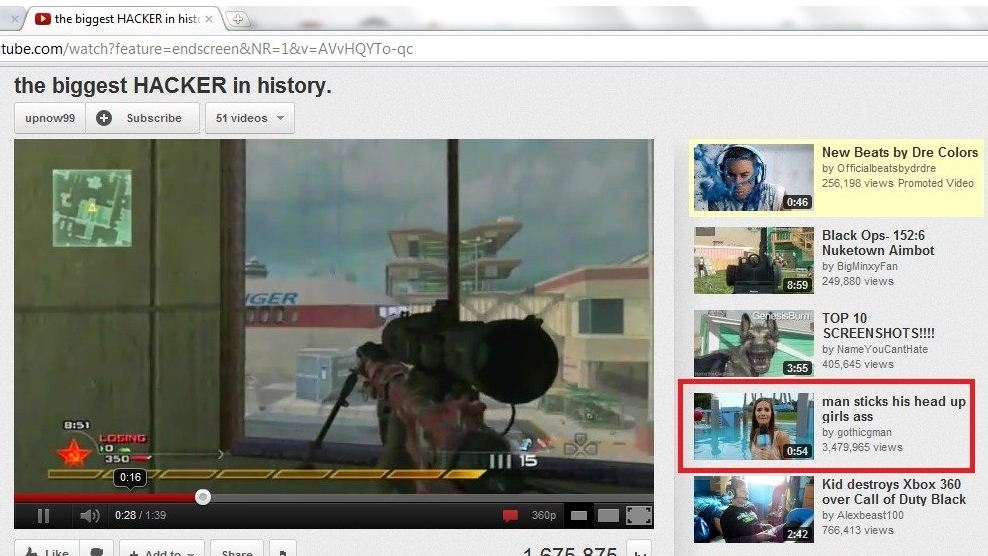 the biggest HACKER in hist
tube.com/watch?feature=endscreen&NR=1&v=AVvHQYTo-qc
the biggest HACKER in history.
upnow99
Subscribe
51 videos
NGER
8:51
LOSING
0
350
15
0:16
0:28 / 1:39
360p
Like
Add to
Share
1,675,875
0:46
New Beats by Dre Colors
by Officialbeatsbydrdre
256,198 views Promoted Video
8:59
Black Ops- 152:6
Nuketown Aimbot
by BigMinxyFan
249,880 views
GenesisBurn
3:55
TOP 10
SCREENSHOTS!!!!
by NameYouCantHate
405,645 views
0:54
man sticks his head up
girls ass
by gothicgman
3,479,965 views
2:42
Kid destroys Xbox 360
over Call of Duty Black
by Alexbeast100
766,413 views